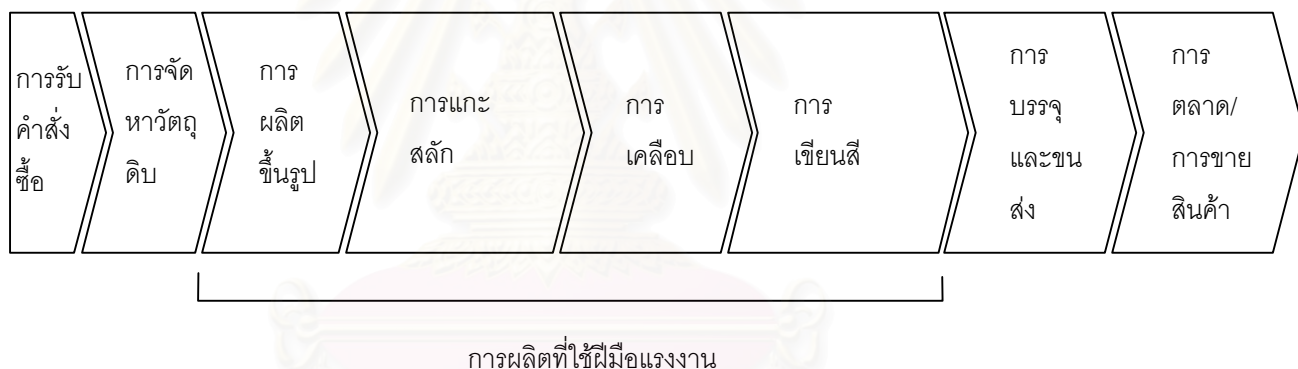 การรับ
คำสั่ง
ซื้อ
การจัด
หาวัตถุ
ดิบ
การ
ผลิต
ขึ้นรูป
การแกะ
สลัก
การ
เคลือบ
การ
เขียนสี
การ
บรรจุ
และขน
ส่ง
การ
ตลาด/
การขาย
สินค้า
การผลิตที่ใช้ฝีมือแรงงาน